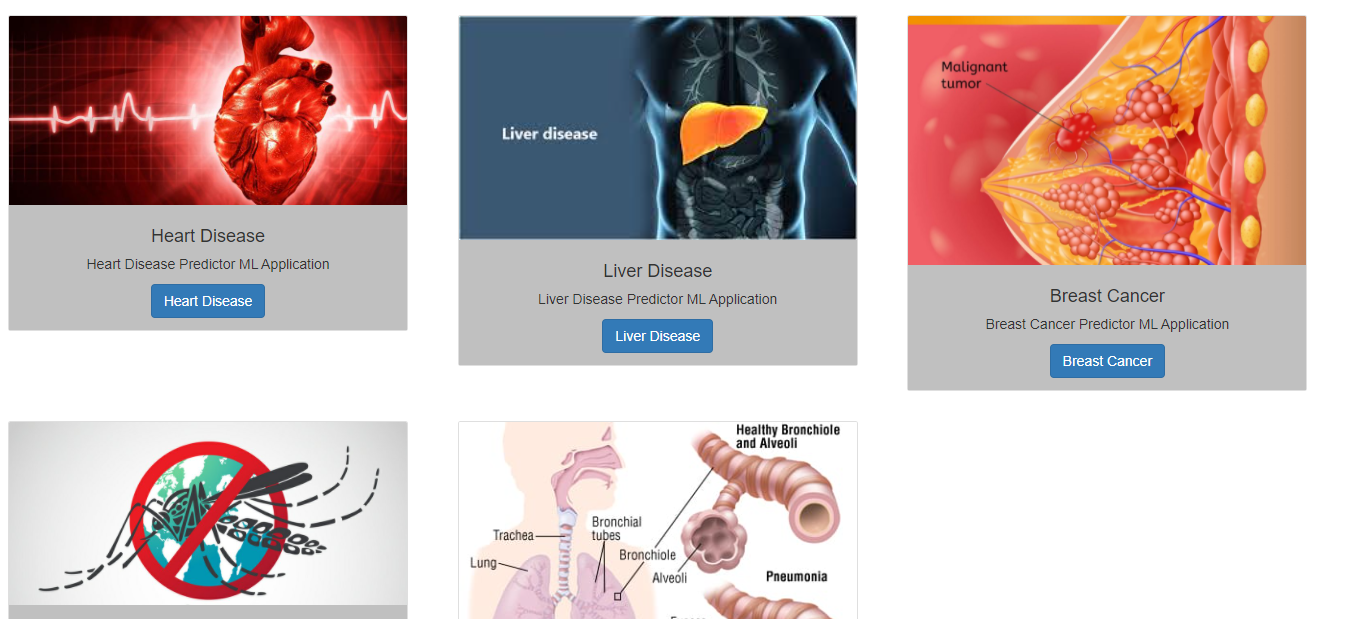 Heart Disease
Heart Disease Predictor ML Application
Heart Disease
Liver disease
Liver Disease
Liver Disease Predictor ML Application
Liver Disease
Malignant
tumor
Breast Cancer
Breast Cancer Predictor ML Application
Breast Cancer
Healthy Bronchiole
and Alveoli
Trachea
Bronchial
tubes
Lung
Bronchiole
Alveoli
Pneumonia